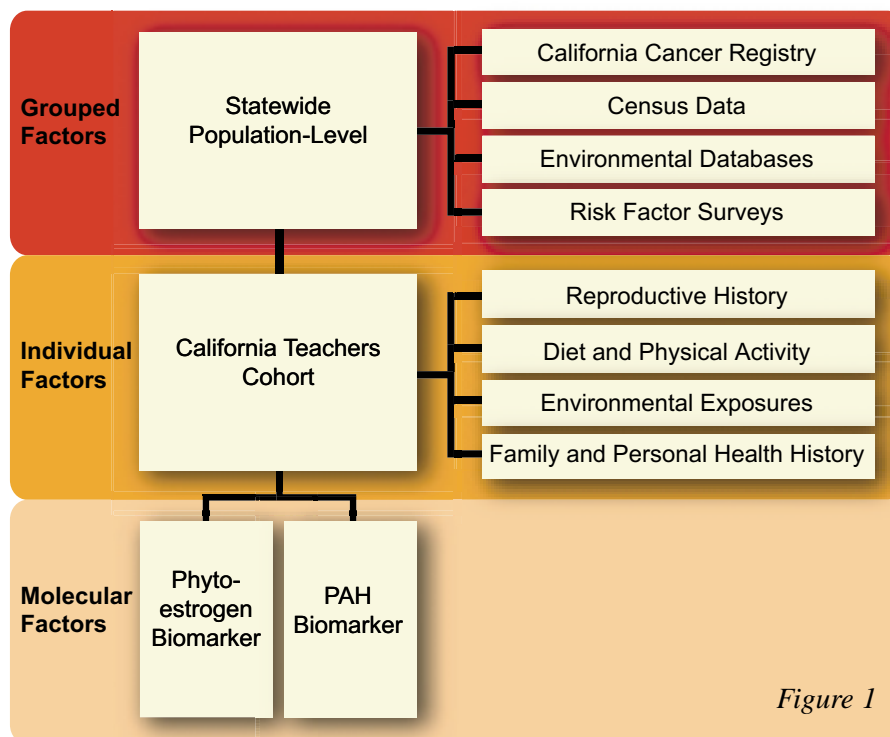 Grouped
Factors
Statewide
Population-Level
California Cancer Registry
Census Data
Environmental Databases
Risk Factor Surveys
Individual
Factors
California Teachers
Cohort
Reproductive History
Diet and Physical Activity
Environmental Exposures
Family and Personal Health History
Molecular
Factors
Phyto-
estrogen
Biomarker
PAH
Biomarker
Figure 1